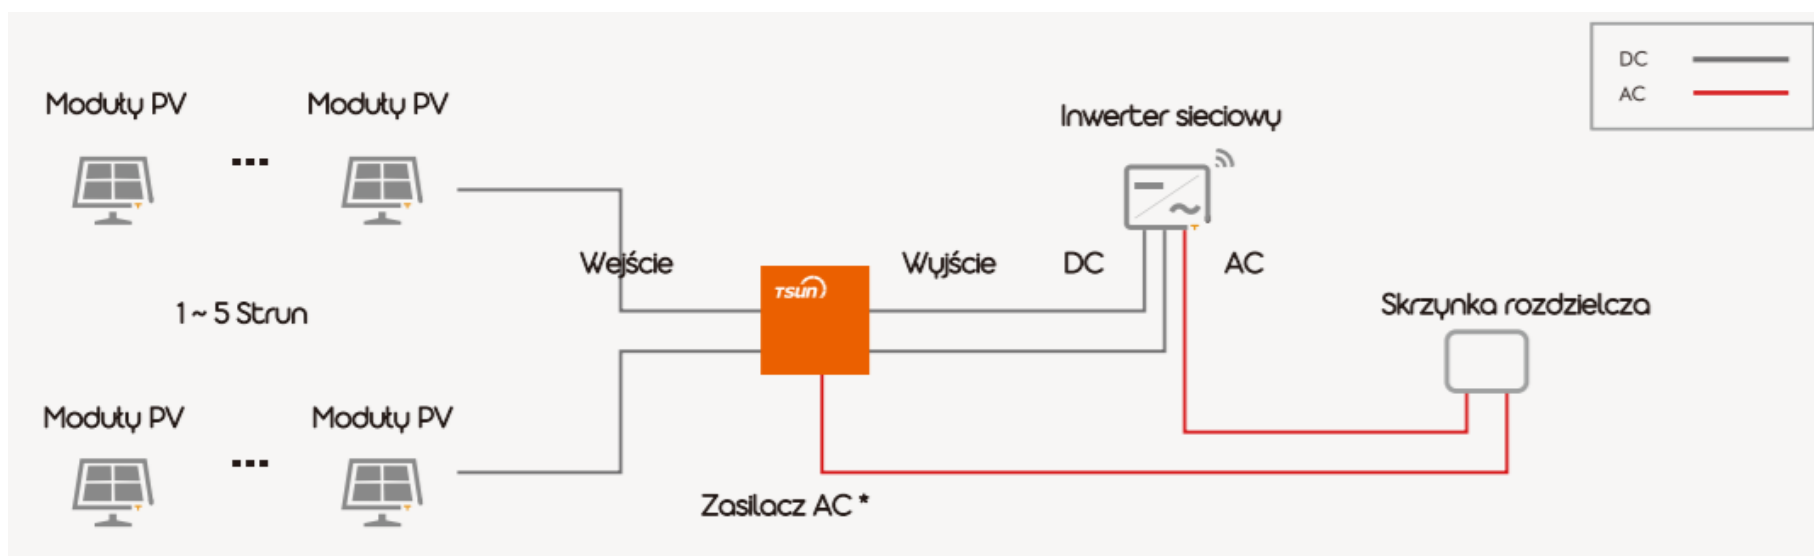 DC
AC
Moduły PV
Moduły PV
Inwerter sieciowy
Wejście
Wyjście
DC
AC
TSUN
1 ~ 5 Strun
Skrzynka rozdzielcza
Moduły PV
Moduły PV
Zasilacz AC *